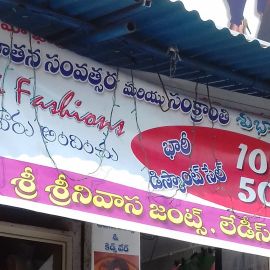 నూతన సంవత్సర మరియు సంక్రాంతి శుభా
Fashions
వారు అందించు
భారీ
డిస్కౌంట్ సేల్
10
50
శ్రీ శ్రీనివాస జంట్స్, లేడీస్
& కిడ్స్ వేర్